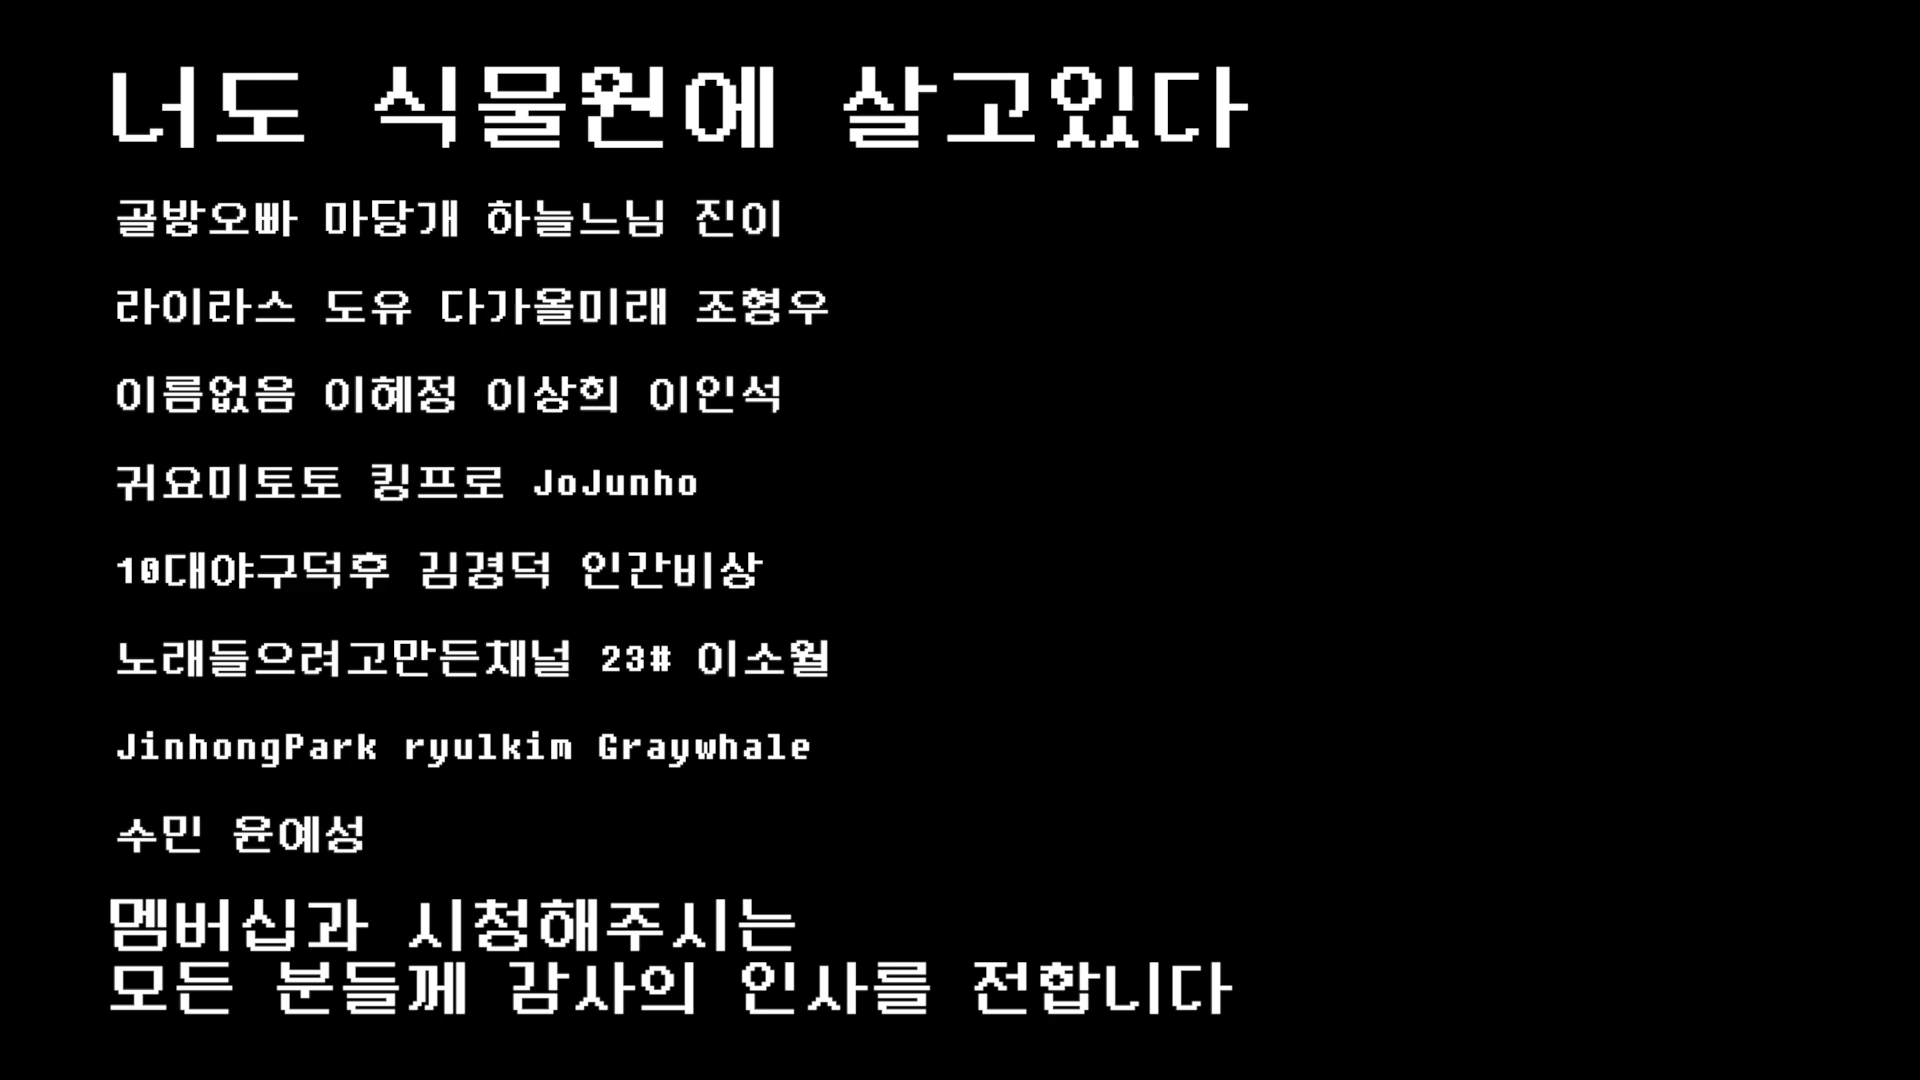 너도 식물원에 살고있다
골방오빠 마당개 하늘느님 진이
라이라스 도유 다가올미래 조형우
이름없음 이혜정 이상희 이인석
귀요미토토 킹프로 JoJunho
10대야구덕후 김경덕 인간비상
노래들으려고만든채널 23# 이소월
JinhongPark ryulkim Graywhale
수민 윤예성
멤버십과 시청해주시는
모든 분들께 감사의 인사를 전합니다